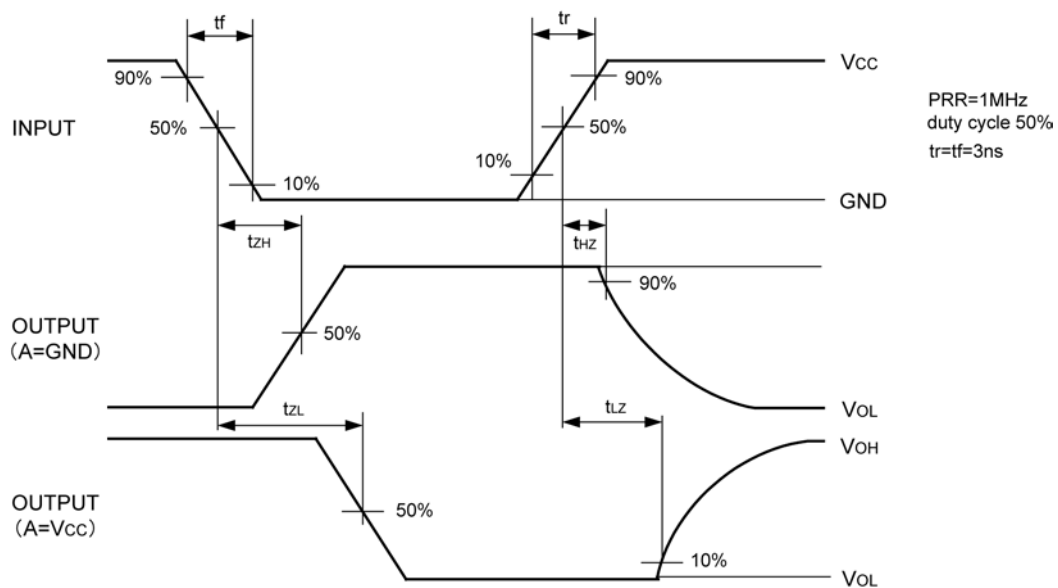 tf
tr
90%
90%
VCC
INPUT
50%
50%
PRR=1MHz
duty cycle 50%
tr=tf=3ns
10%
10%
GND
tZH
tHZ
90%
OUTPUT
(A=GND)
50%
tZL
tLZ
VOL
VOH
OUTPUT
(A=VCC)
50%
10%
VOL